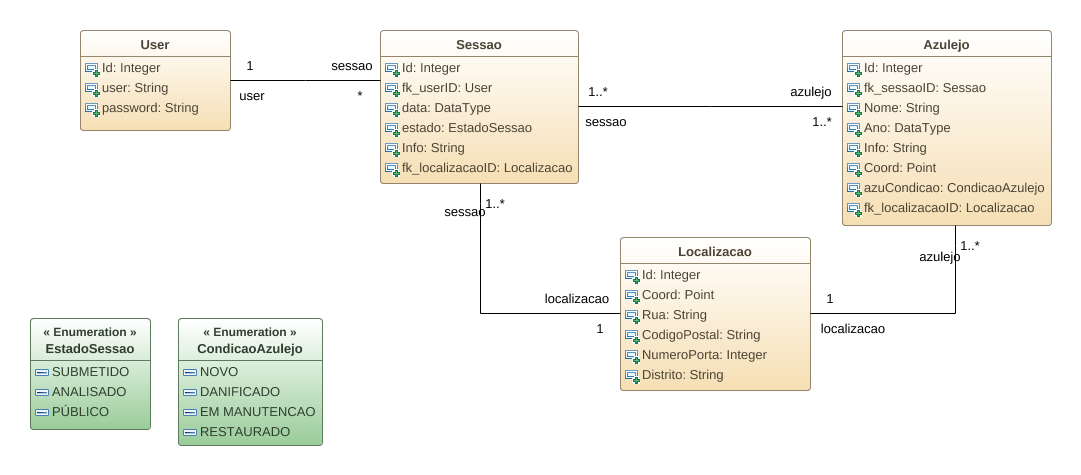 User
Id: Integer
user: String
password: String
1
user
sessao
*
Sessao
Id: Integer
fk_userID: User
data: DataType
estado: EstadoSessao
Info: String
fk_localizacaoID: Localizacao
1..*
sessao
azulejo
1..*
Azulejo
Id: Integer
fk_sessaoID: Sessao
Nome: String
Ano: DataType
Info: String
Coord: Point
azuCondicao: CondicaoAzulejo
fk_localizacaoID: Localizacao
1..*
sessao
localizacao
1
Localizacao
Id: Integer
Coord: Point
Rua: String
CodigoPostal: String
NumeroPorta: Integer
Distrito: String
1..*
azulejo
1
localizacao
« Enumeration »
EstadoSessao
SUBMETIDO
ANALISADO
PÚBLICO
« Enumeration »
CondicaoAzulejo
NOVO
DANIFICADO
EM MANUTENCAO
RESTAURADO